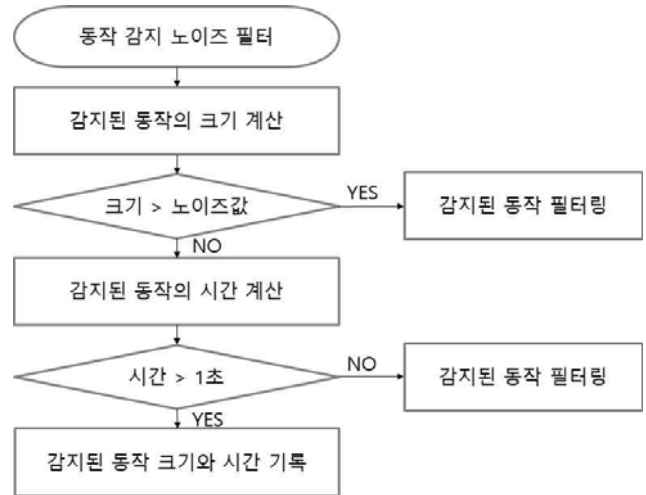 동작 감지 노이즈 필터
감지된 동작의 크기 계산
크기 > 노이즈값
YES
감지된 동작 필터링
NO
감지된 동작의 시간 계산
시간 > 1초
NO
감지된 동작 필터링
YES
감지된 동작 크기와 시간 기록